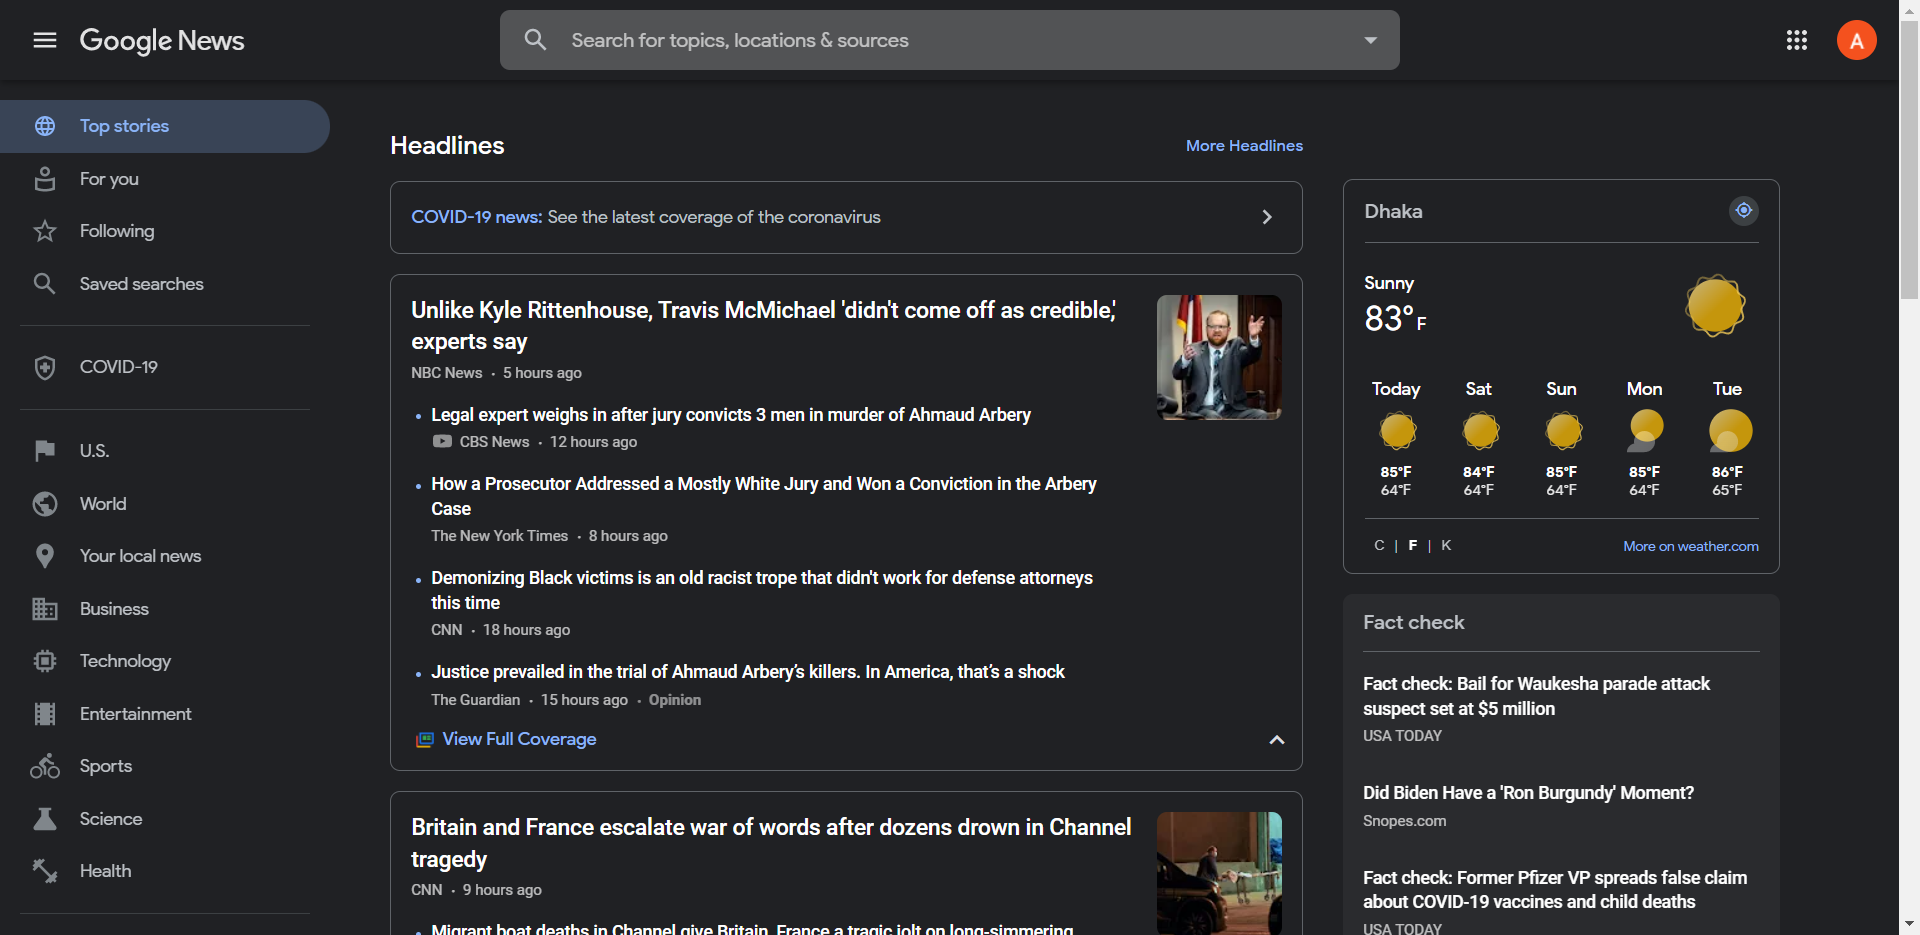 Google News
Search for topics, locations & sources
A
Top stories
For you
Following
Saved searches
COVID-19
U.S.
World
Your local news
Business
Technology
Entertainment
Sports
Science
Health
Headlines
More Headlines
COVID-19 news: See the latest coverage of the coronavirus
Unlike Kyle Rittenhouse, Travis McMichael 'didn't come off as credible,'
experts say
NBC News • 5 hours ago
• Legal expert weighs in after jury convicts 3 men in murder of Ahmaud Arbery
CBS News • 12 hours ago
• How a Prosecutor Addressed a Mostly White Jury and Won a Conviction in the Arbery
Case
The New York Times • 8 hours ago
• Demonizing Black victims is an old racist trope that didn't work for defense attorneys
this time
CNN • 18 hours ago
• Justice prevailed in the trial of Ahmaud Arbery’s killers. In America, that’s a shock
The Guardian • 15 hours ago • Opinion
View Full Coverage
Britain and France escalate war of words after dozens drown in Channel
tragedy
CNN • 9 hours ago
• Migrant boat deaths in Channel give Britain, France a tragic jolt on long-simmering
Dhaka
Sunny
83° F
Today Sat Sun Mon Tue
85°F 84°F 85°F 85°F 86°F
64°F 64°F 64°F 64°F 65°F
C | F | K
More on weather.com
Fact check
Fact check: Bail for Waukesha parade attack
suspect set at $5 million
USA TODAY
Did Biden Have a 'Ron Burgundy' Moment?
Snopes.com
Fact check: Former Pfizer VP spreads false claim
about COVID-19 vaccines and child deaths
USA TODAY